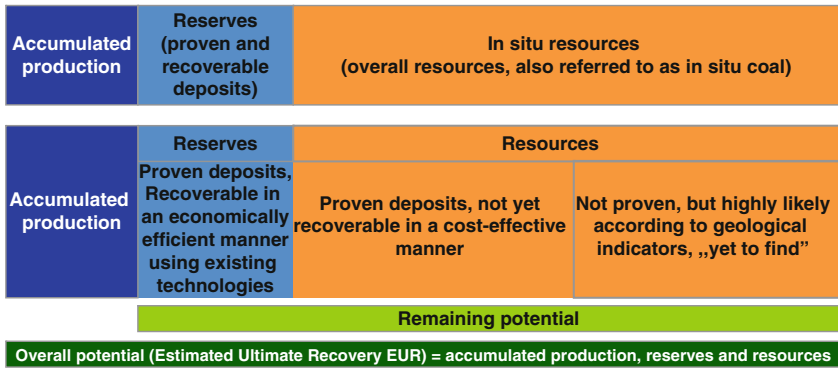 Accumulated
production
Reserves
(proven and
recoverable
deposits)
In situ resources
(overall resources, also referred to as in situ coal)
Accumulated
production
Reserves
Proven deposits,
Recoverable in
an economically
efficient manner
using existing
technologies
Resources
Proven deposits, not yet
recoverable in a cost-effective
manner
Not proven, but highly likely
according to geological
indicators, „yet to find”
Remaining potential
Overall potential (Estimated Ultimate Recovery EUR) = accumulated production, reserves and resources